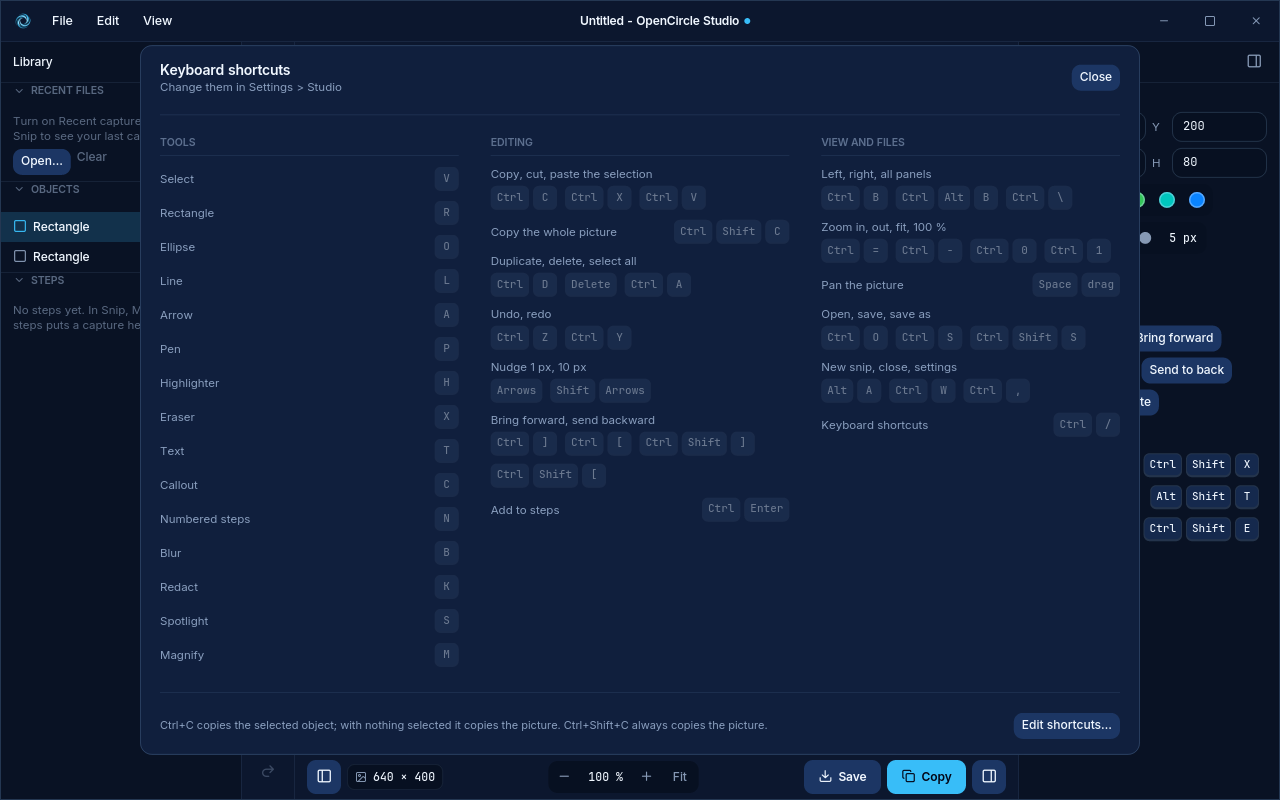 File Edit View
Untitled - OpenCircle Studio
Library
RECENT FILES
Turn on Recent capture
Snip to see your last ca
Open... Clear
OBJECTS
Rectangle
Rectangle
STEPS
No steps yet. In Snip, M
steps puts a capture he
Keyboard shortcuts
Change them in Settings > Studio
Close
TOOLS
Select V
Rectangle R
Ellipse O
Line L
Arrow A
Pen P
Highlighter H
Eraser X
Text T
Callout C
Numbered steps N
Blur B
Redact K
Spotlight S
Magnify M
EDITING
Copy, cut, paste the selection
Ctrl C Ctrl X Ctrl V
Copy the whole picture Ctrl Shift C
Duplicate, delete, select all
Ctrl D Delete Ctrl A
Undo, redo
Ctrl Z Ctrl Y
Nudge 1 px, 10 px
Arrows Shift Arrows
Bring forward, send backward
Ctrl ] Ctrl [ Ctrl Shift ]
Ctrl Shift [
Add to steps Ctrl Enter
VIEW AND FILES
Left, right, all panels
Ctrl B Ctrl Alt B Ctrl \
Zoom in, out, fit, 100 %
Ctrl = Ctrl - Ctrl 0 Ctrl 1
Pan the picture Space drag
Open, save, save as
Ctrl O Ctrl S Ctrl Shift S
New snip, close, settings
Alt A Ctrl W Ctrl ,
Keyboard shortcuts Ctrl /
Ctrl+C copies the selected object; with nothing selected it copies the picture. Ctrl+Shift+C always copies the picture.
Edit shortcuts...
Y 200
H 80
5 px
Bring forward
Send to back
te
Ctrl Shift X
Alt Shift T
Ctrl Shift E
640 × 400
100 % Fit
Save Copy